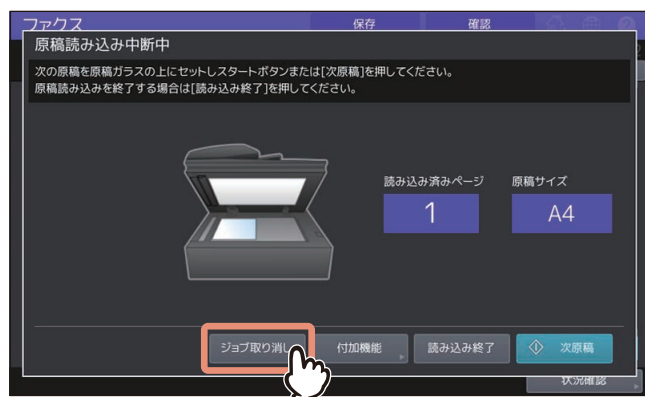 ファクス
保存
確認
原稿読み込み中断中
次の原稿を原稿ガラスの上にセットしスタートボタンまたは[次原稿]を押してください。
原稿読み込みを終了する場合は[読み込み終了]を押してください。
読み込み済みページ
原稿サイズ
1
A4
ジョブ取り消し
付加機能
読み込み終了
次原稿
状況確認